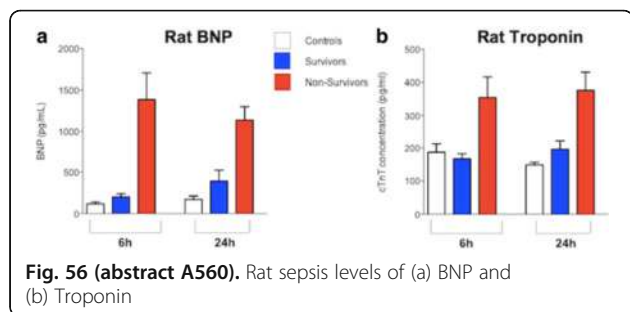 a
Rat BNP
2000
1500
1000
500
0
BNP (pg/mL)
6h
24h
Controls
Survivors
Non-Survivors
b
Rat Troponin
500
400
300
200
100
0
cTnT concentration (pg/ml)
6h
24h
Fig. 56 (abstract A560). Rat sepsis levels of (a) BNP and
(b) Troponin